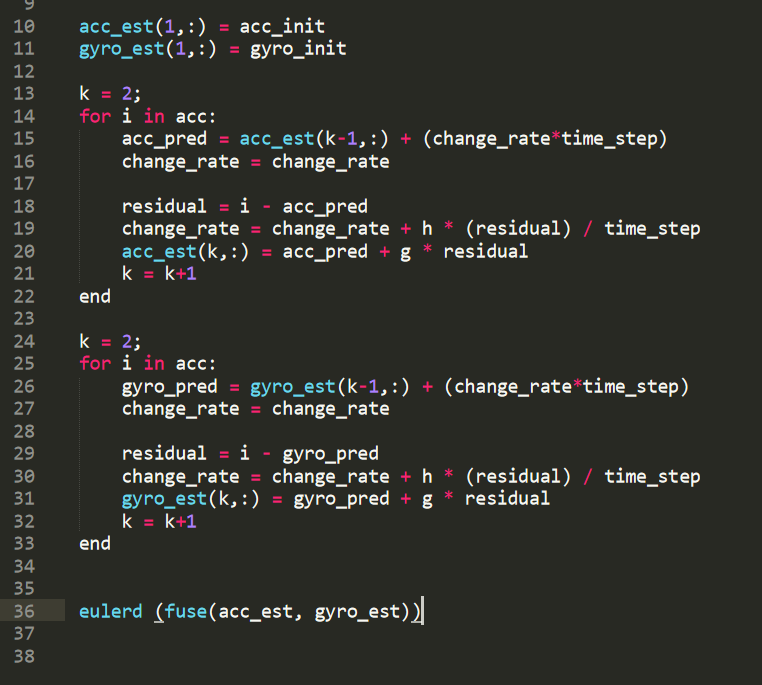 9
10 acc_est(1,:) = acc_init
11 gyro_est(1,:) = gyro_init
12
13 k = 2;
14 for i in acc:
15 acc_pred = acc_est(k-1,:) + (change_rate*time_step)
16 change_rate = change_rate
17
18 residual = i - acc_pred
19 change_rate = change_rate + h * (residual) / time_step
20 acc_est(k,:) = acc_pred + g * residual
21 k = k+1
22 end
23
24 k = 2;
25 for i in acc:
26 gyro_pred = gyro_est(k-1,:) + (change_rate*time_step)
27 change_rate = change_rate
28
29 residual = i - gyro_pred
30 change_rate = change_rate + h * (residual) / time_step
31 gyro_est(k,:) = gyro_pred + g * residual
32 k = k+1
33 end
34
35
36 eulerd (fuse(acc_est, gyro_est))
37
38